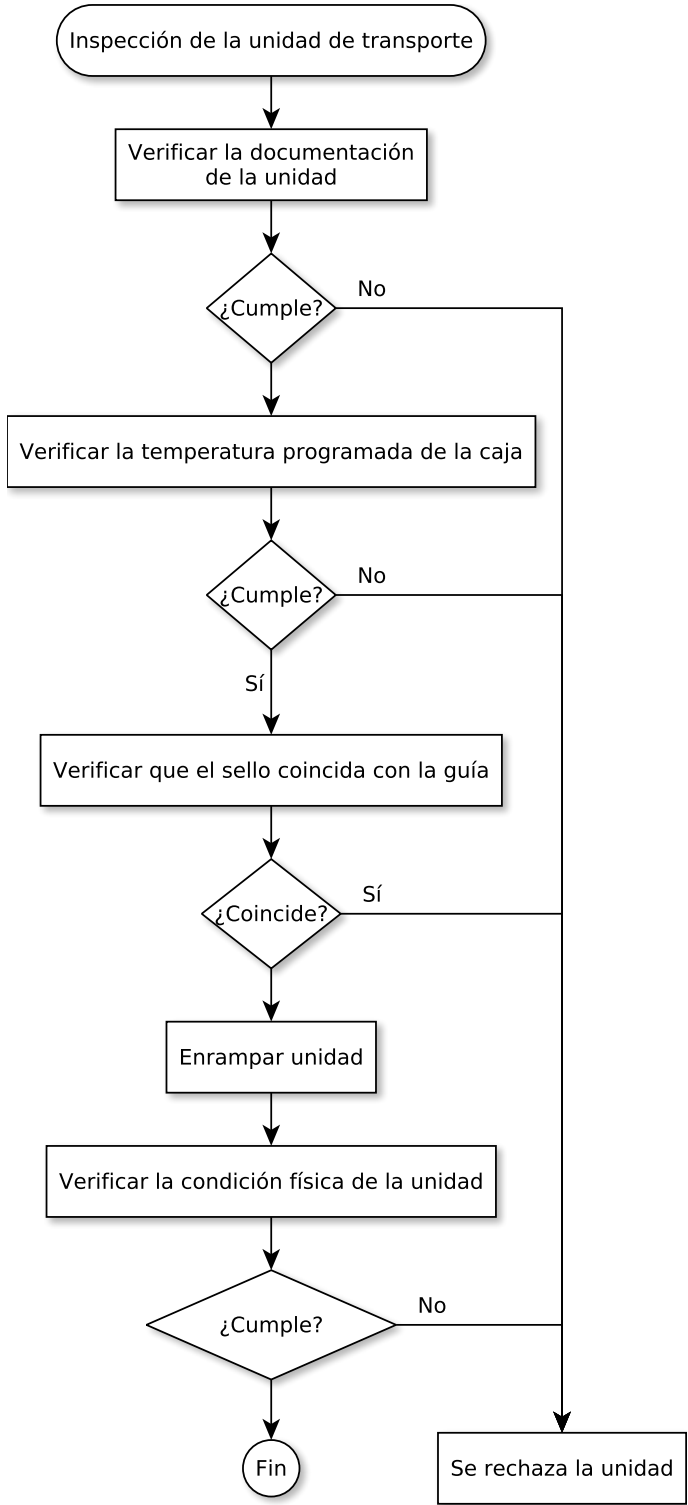 Inspección de la unidad de transporte
Verificar la documentación
de la unidad
¿Cumple?
No
Verificar la temperatura programada de la caja
¿Cumple?
No
Sí
Verificar que el sello coincida con la guía
¿Coincide?
Sí
Enrampar unidad
Verificar la condición física de la unidad
¿Cumple?
No
Fin
Se rechaza la unidad